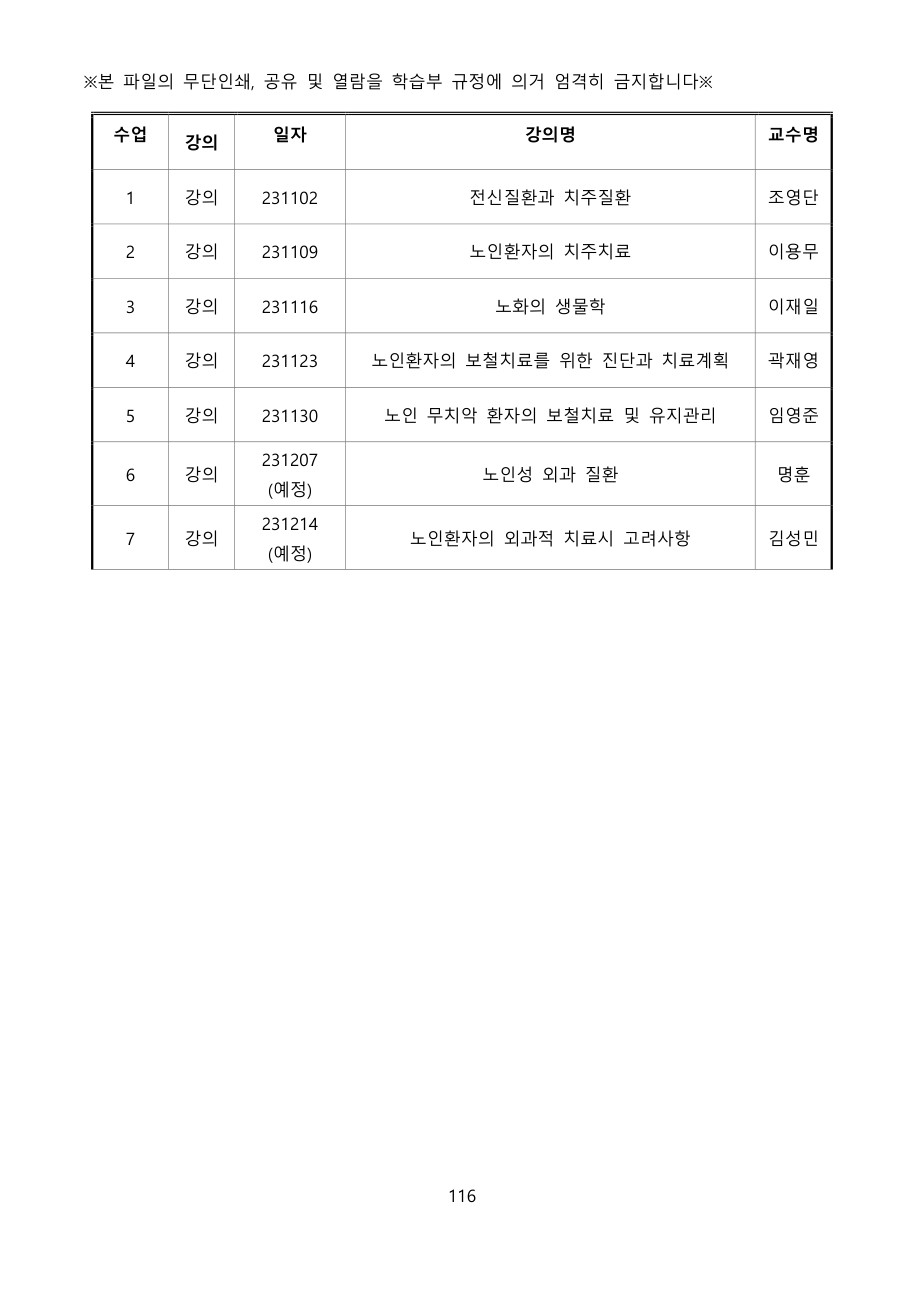 ※본 파일의 무단인쇄, 공유 및 열람을 학습부 규정에 의거 엄격히 금지합니다※
수업 강의 일자 강의명 교수명
1 강의 231102 전신질환과 치주질환 조영단
2 강의 231109 노인환자의 치주치료 이용무
3 강의 231116 노화의 생물학 이재일
4 강의 231123 노인환자의 보철치료를 위한 진단과 치료계획 곽재영
5 강의 231130 노인 무치악 환자의 보철치료 및 유지관리 임영준
6 강의 231207 (예정) 노인성 외과 질환 명훈
7 강의 231214 (예정) 노인환자의 외과적 치료시 고려사항 김성민
116